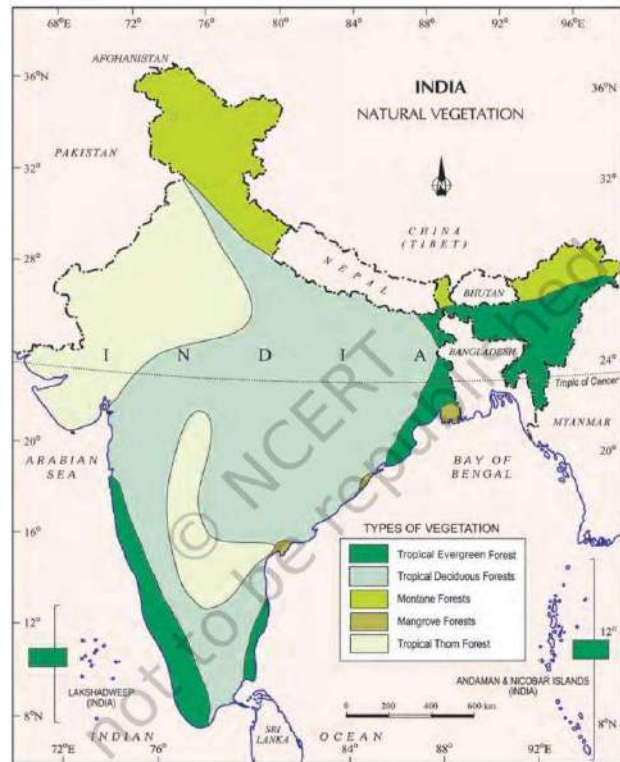 68°E 72° 76° 80° 84° 88° 92° 96°E
AFGHANISTAN
36°N
36°N
INDIA
NATURAL VEGETATION
PAKISTAN
32°
32°
N
CHINA
(TIBET)
28°
28°
NEPAL
BHUTAN
INDIA
BANGLADESH
24°
24°
Tropic of Cancer
MYANMAR
20°
20°
ARABIAN
SEA
BAY OF
BENGAL
© NCERT
not to be republished
16°
16°
TYPES OF VEGETATION
Tropical Evergreen Forest
Tropical Deciduous Forests
Montane Forests
Mangrove Forests
Tropical Thorn Forest
12°
12°
LAKSHADWEEP
(INDIA)
ANDAMAN & NICOBAR ISLANDS
(INDIA)
0 200 400 600 km
8°N
8°N
SRI
LANKA
INDIAN OCEAN
72°E 76° 84° 88° 92°E